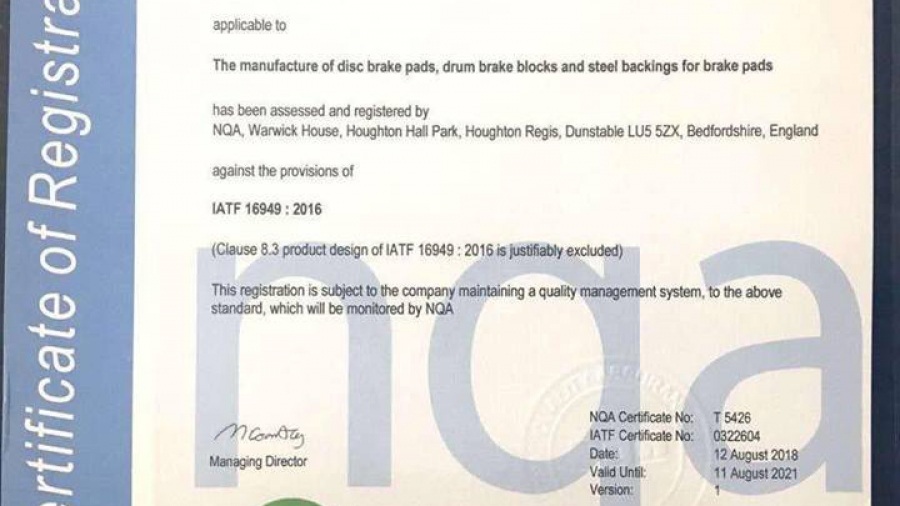 ertificate of Registra
applicable to
The manufacture of disc brake pads, drum brake blocks and steel backings for brake pads
has been assessed and registered by
NQA, Warwick House, Houghton Hall Park, Houghton Regis, Dunstable LU5 5ZX, Bedfordshire, England
against the provisions of
IATF 16949 : 2016
(Clause 8.3 product design of IATF 16949 : 2016 is justifiably excluded)
This registration is subject to the company maintaining a quality management system, to the above
standard, which will be monitored by NQA
nqa
Managing Director
NQA Certificate No: T 5426
IATF Certificate No: 0322604
Date: 12 August 2018
Valid Until: 11 August 2021
Version: 1